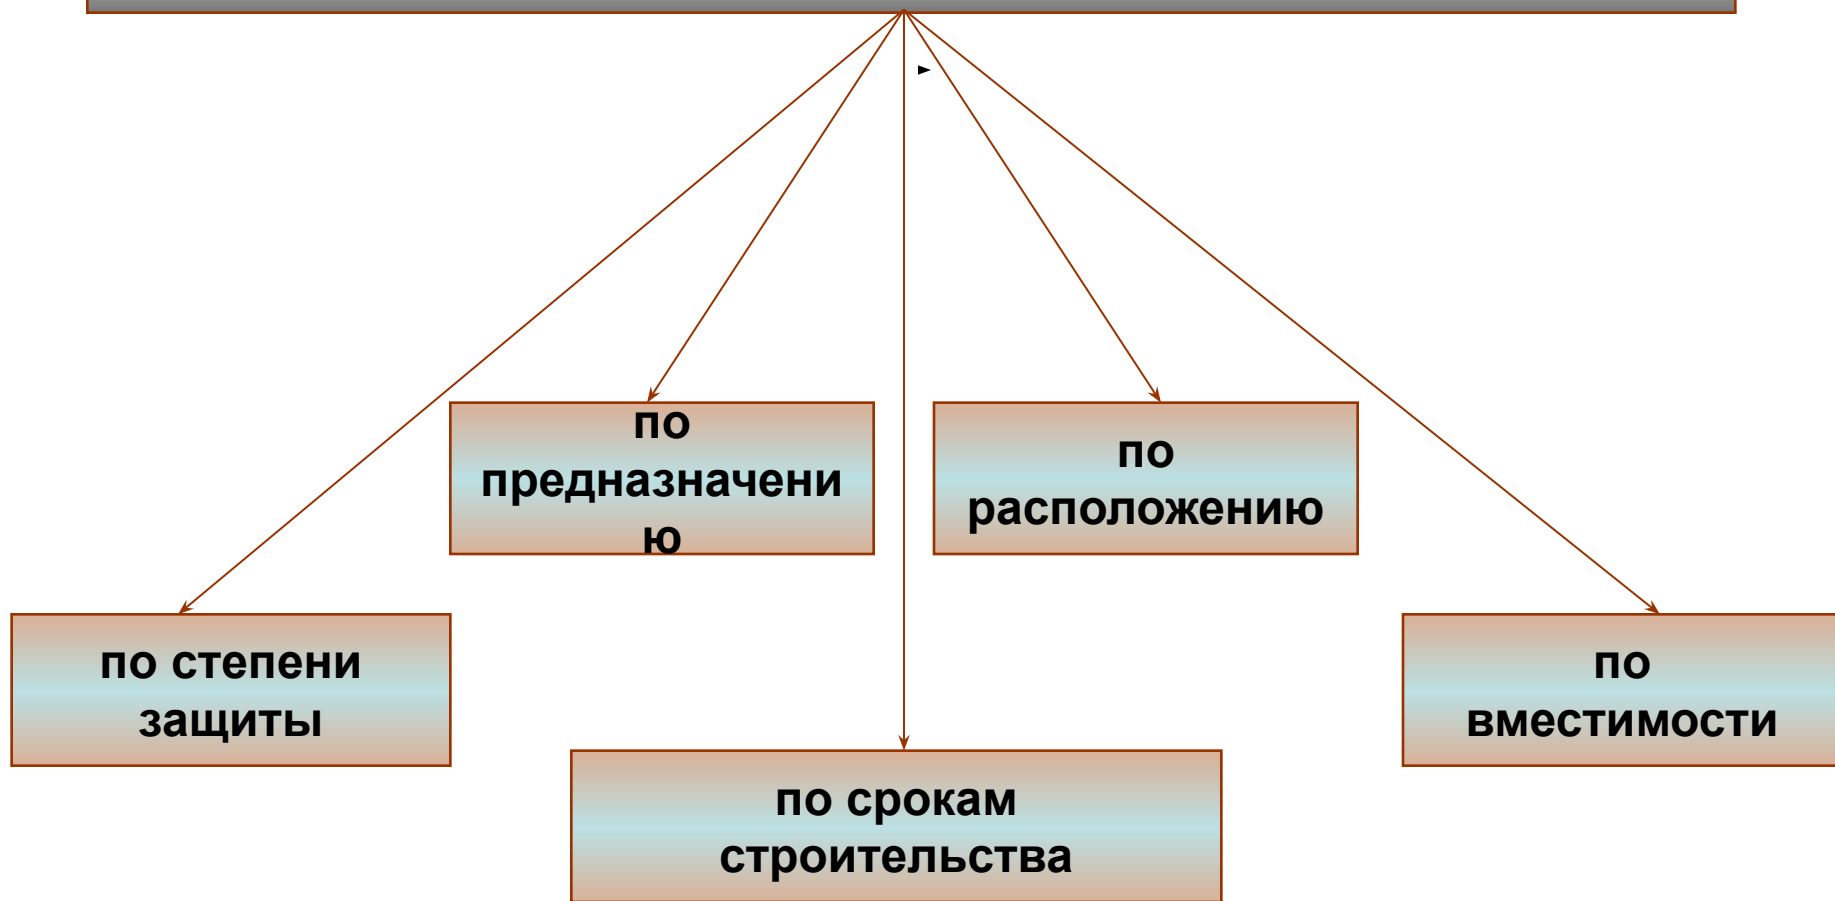 по
предназначени
ю
по
расположению
по степени
защиты
по
вместимости
по срокам
строительства